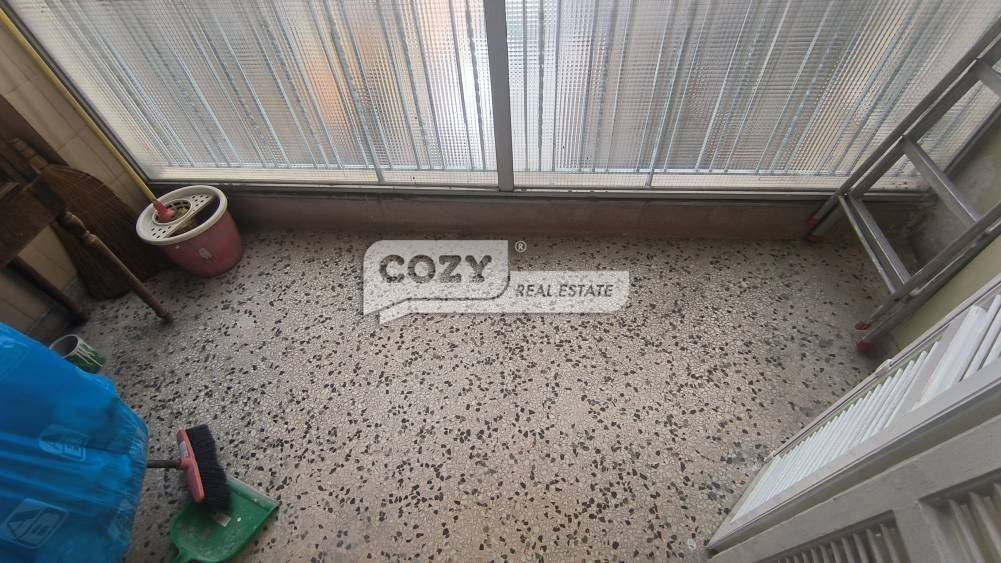 COZY ®
REAL ESTATE